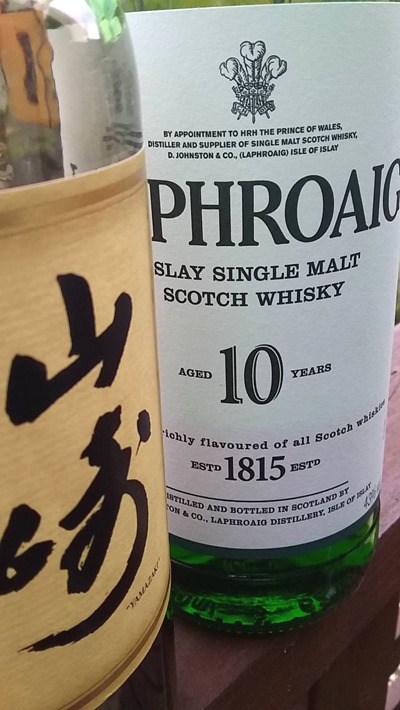 山
崎
"YAMAZAKI"
BY APPOINTMENT TO HRH THE PRINCE OF WALES,
DISTILLER AND SUPPLIER OF SINGLE MALT SCOTCH WHISKY,
D. JOHNSTON & CO., (LAPHROAIG) ISLE OF ISLAY
PHROAIG
SLAY SINGLE MALT
SCOTCH WHISKY
AGED 10 YEARS
richly flavoured of all Scotch whiskies
ESTD 1815 ESTD
ISTILLED AND BOTTLED IN SCOTLAND BY
TON & CO., LAPHROAIG DISTILLERY, ISLE OF ISLAY